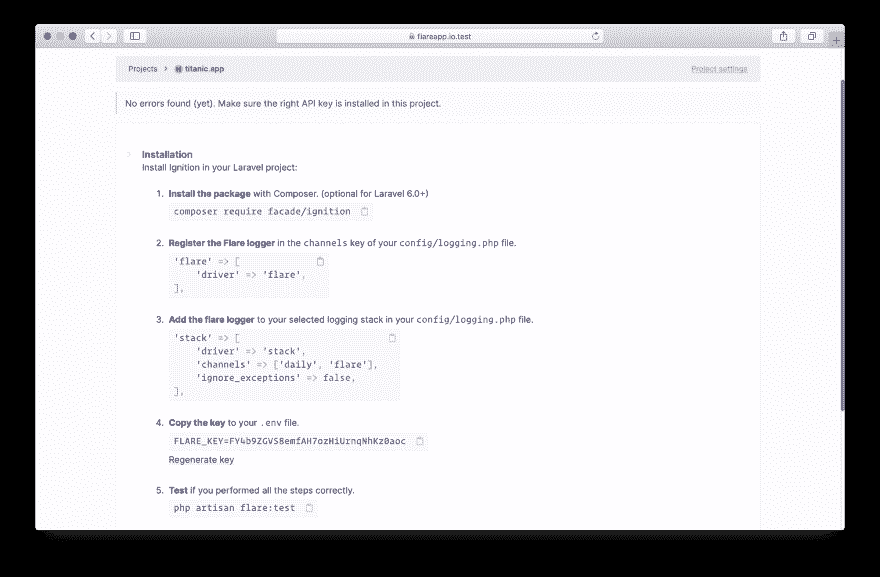 flareapp.io.test
Projects > titanic.app Project settings
No errors found (yet). Make sure the right API key is installed in this project.
Installation
Install Ignition in your Laravel project:
1. Install the package with Composer. (optional for Laravel 6.0+)
composer require facade/ignition
2. Register the Flare logger in the channels key of your config/logging.php file.
'flare' => [
'driver' => 'flare',
],
3. Add the flare logger to your selected logging stack in your config/logging.php file.
'stack' => [
'driver' => 'stack',
'channels' => ['daily', 'flare'],
'ignore_exceptions' => false,
],
4. Copy the key to your .env file.
FLARE_KEY=FY4b9ZGVS8emfAH7ozHiUrnqNhKz0aoc
Regenerate key
5. Test if you performed all the steps correctly.
php artisan flare:test